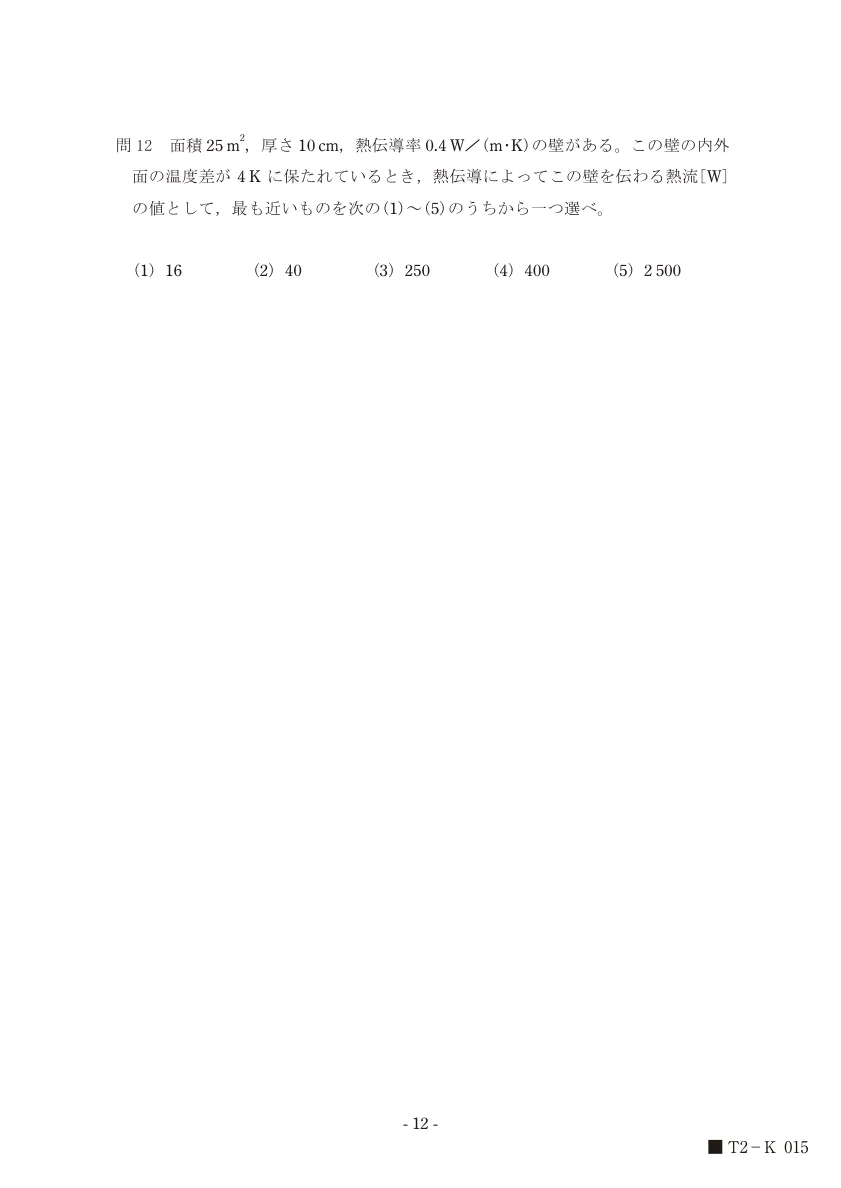 問 12　面積 25 m²，厚さ 10 cm，熱伝導率 0.4 W／(m･K)の壁がある。この壁の内外
面の温度差が 4 K に保たれているとき，熱伝導によってこの壁を伝わる熱流[W]
の値として，最も近いものを次の(1)～(5)のうちから一つ選べ。
(1) 16　(2) 40　(3) 250　(4) 400　(5) 2 500
- 12 -
■ T2－K 015